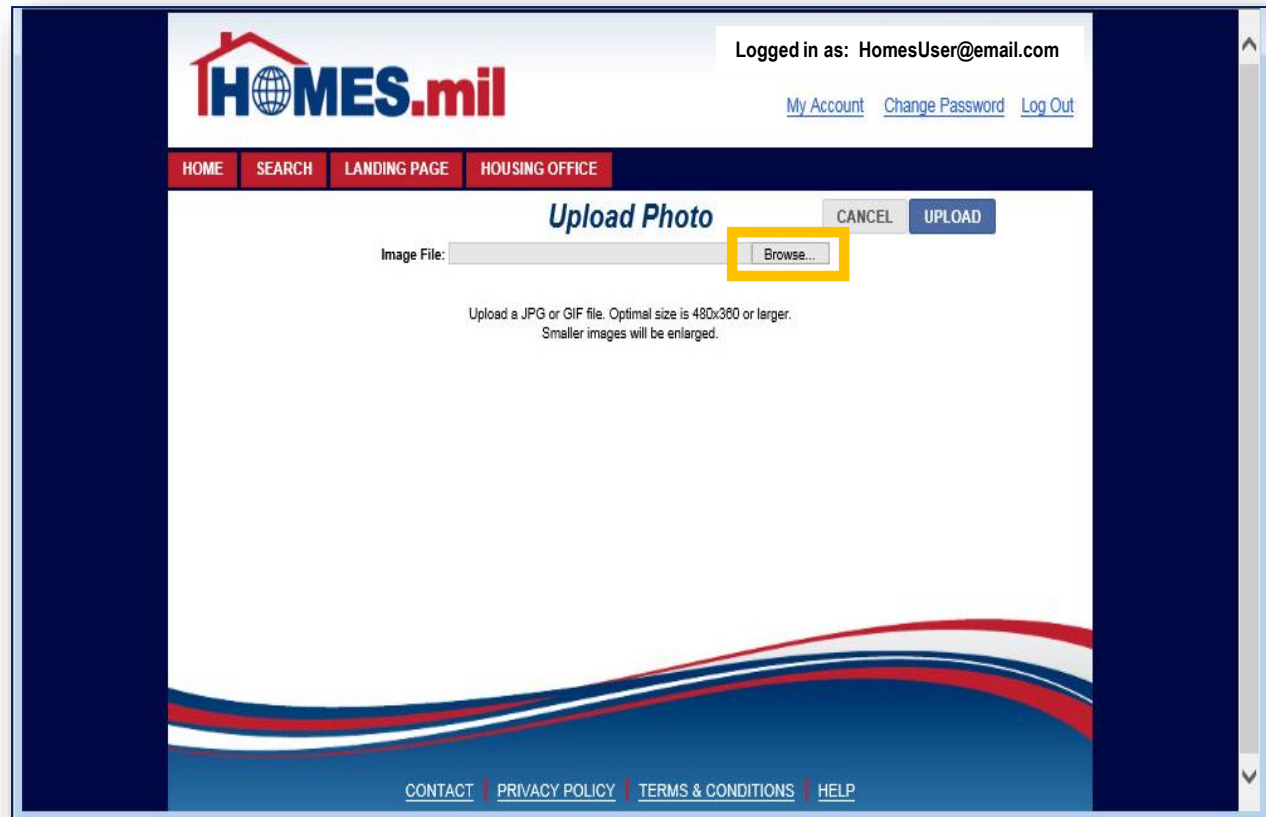 Logged in as: HomesUser@email.com
HOMES.mil
My Account Change Password Log Out
HOME SEARCH LANDING PAGE HOUSING OFFICE
Upload Photo CANCEL UPLOAD
Image File: Browse...
Upload a JPG or GIF file. Optimal size is 480x360 or larger.
Smaller images will be enlarged.
CONTACT PRIVACY POLICY TERMS & CONDITIONS HELP